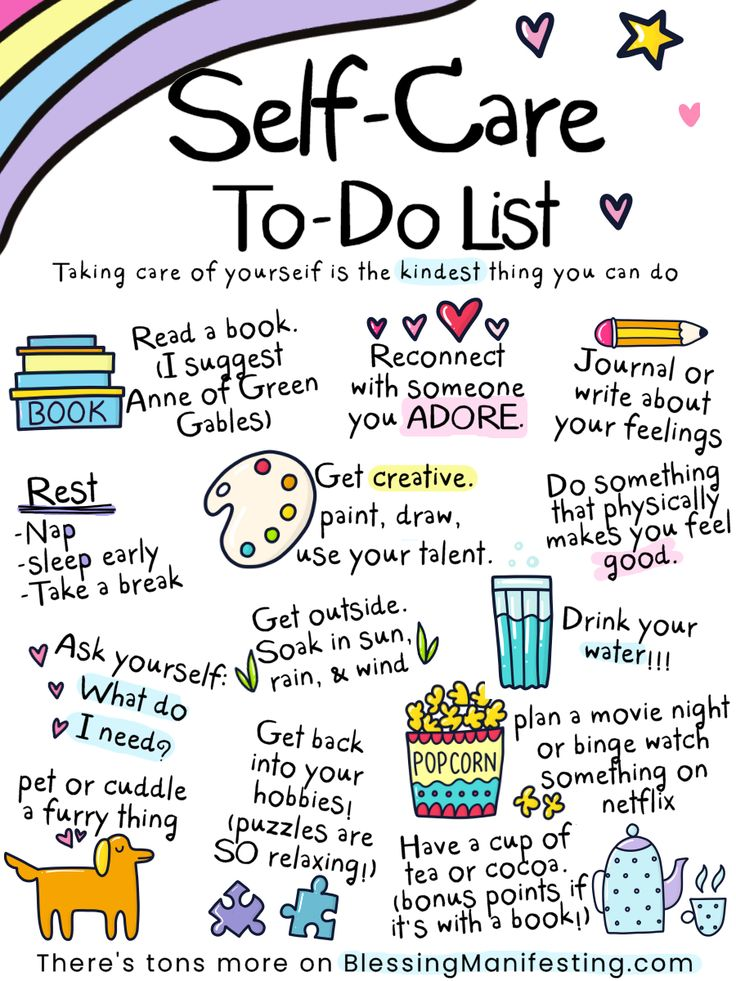 Self-Care
To-Do List
Taking care of yourself is the kindest thing you can do
BOOK
Read a book.
(I suggest
Anne of Green
Gables)
Reconnect
with someone
you ADORE.
Journal or
write about
your feelings
Rest
-Nap
-sleep early
-Take a break
Get creative.
paint, draw,
use your talent.
Do something
that physically
makes you feel
good.
Ask yourself:
What do
I need?
Get outside.
Soak in sun,
rain, & wind
Drink your
water!!!
pet or cuddle
a furry thing
Get back
into your
hobbies!
(puzzles are
SO relaxing!)
POPCORN
plan a movie night
or binge watch
something on
netflix
Have a cup of
tea or cocoa.
(bonus points if
it's with a book!)
There's tons more on BlessingManifesting.com